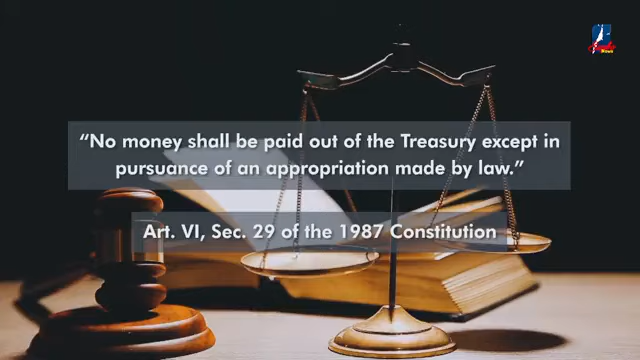 “No money shall be paid out of the Treasury except in
pursuance of an appropriation made by law.”
Art. VI, Sec. 29 of the 1987 Constitution